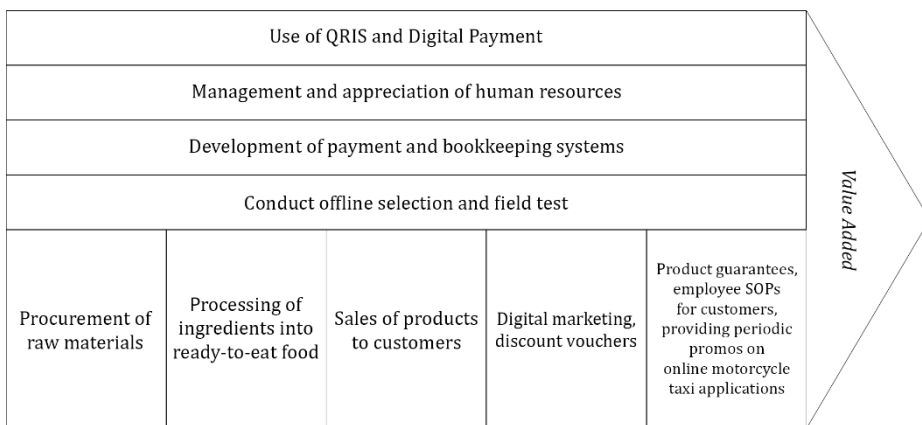 Use of QRIS and Digital Payment
Management and appreciation of human resources
Development of payment and bookkeeping systems
Conduct offline selection and field test
Procurement of
raw materials
Processing of
ingredients into
ready-to-eat food
Sales of products
to customers
Digital marketing,
discount vouchers
Product guarantees,
employee SOPs
for customers,
providing periodic
promos on
online motorcycle
taxi applications
Value Added